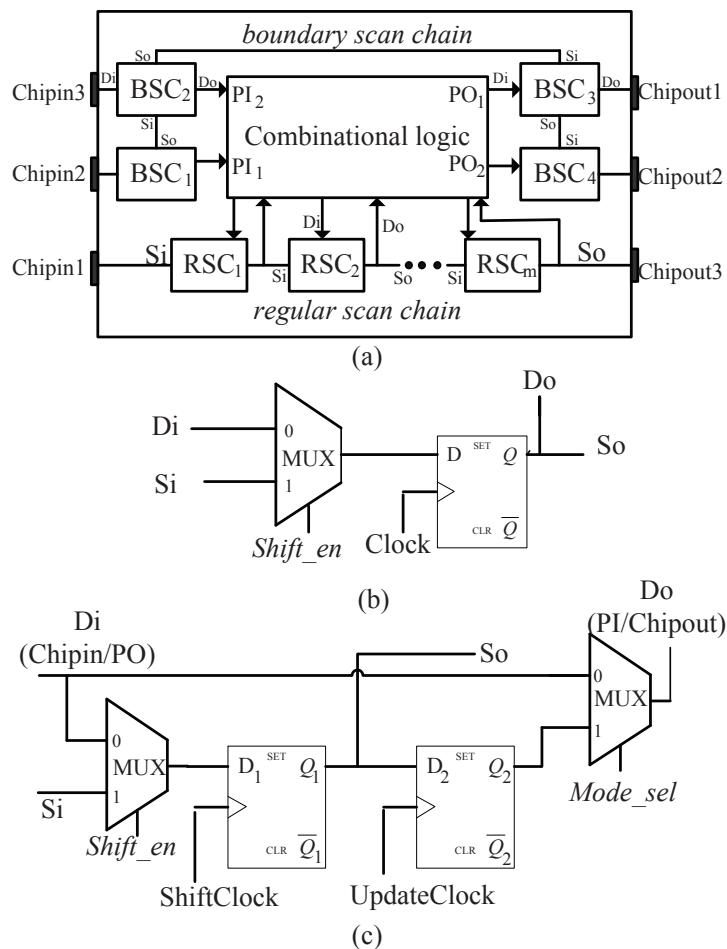 boundary scan chain
So Si
Chipin3 Di BSC2 Do PI2 PO1 Di BSC3 Do Chipout1
Combinational logic
Si So So Si
Chipin2 BSC1 PI1 PO2 BSC4 Chipout2
Di Do
Chipin1 Si RSC1 Si RSC2 So Si RSCm So Chipout3
regular scan chain
(a)
Do
Di 0 MUX D SET Q
Si 1 So
Shift_en Clock CLR Q
(b)
Di
(Chipin/PO)
Do
(PI/Chipout)
So
0 MUX
0 MUX D1 SET Q1 D2 SET Q2 1
Si 1
Shift_en CLR Q1 CLR Q2 Mode_sel
ShiftClock UpdateClock
(c)